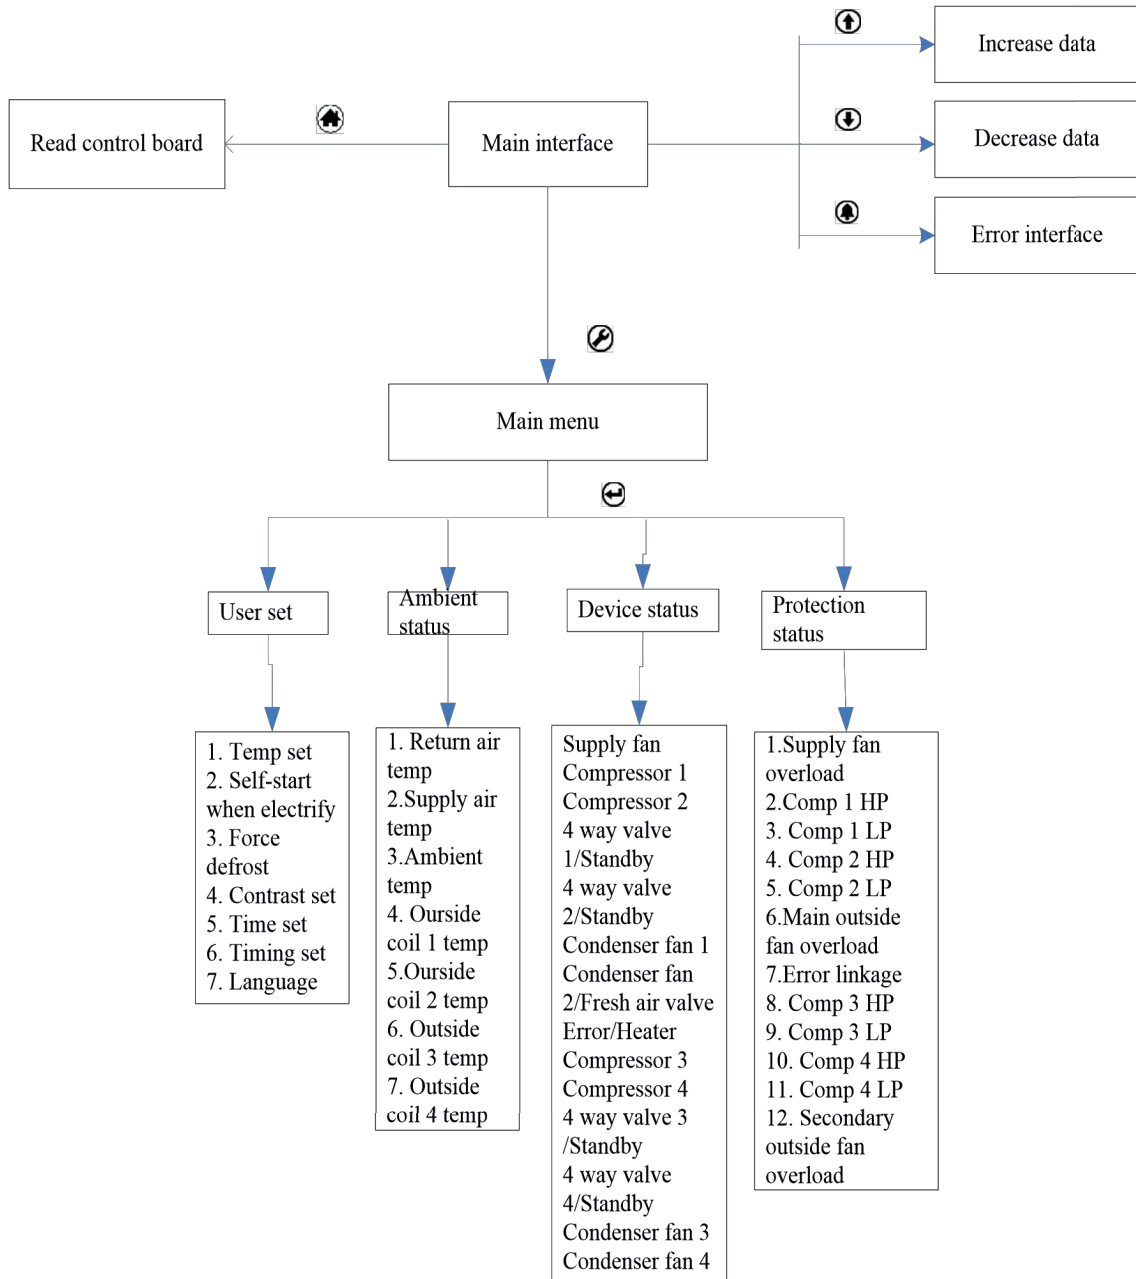 Increase data
Read control board
Main interface
Decrease data
Error interface
Main menu
User set
Ambient
status
Device status
Protection
status
1. Temp set
2. Self-start
when electrify
3. Force
defrost
4. Contrast set
5. Time set
6. Timing set
7. Language
1. Return air
temp
2.Supply air
temp
3.Ambient
temp
4. Ourside
coil 1 temp
5.Ourside
coil 2 temp
6. Outside
coil 3 temp
7. Outside
coil 4 temp
Supply fan
Compressor 1
Compressor 2
4 way valve
1/Standby
4 way valve
2/Standby
Condenser fan 1
Condenser fan
2/Fresh air valve
Error/Heater
Compressor 3
Compressor 4
4 way valve 3
/Standby
4 way valve
4/Standby
Condenser fan 3
Condenser fan 4
1.Supply fan
overload
2.Comp 1 HP
3. Comp 1 LP
4. Comp 2 HP
5. Comp 2 LP
6.Main outside
fan overload
7.Error linkage
8. Comp 3 HP
9. Comp 3 LP
10. Comp 4 HP
11. Comp 4 LP
12. Secondary
outside fan
overload